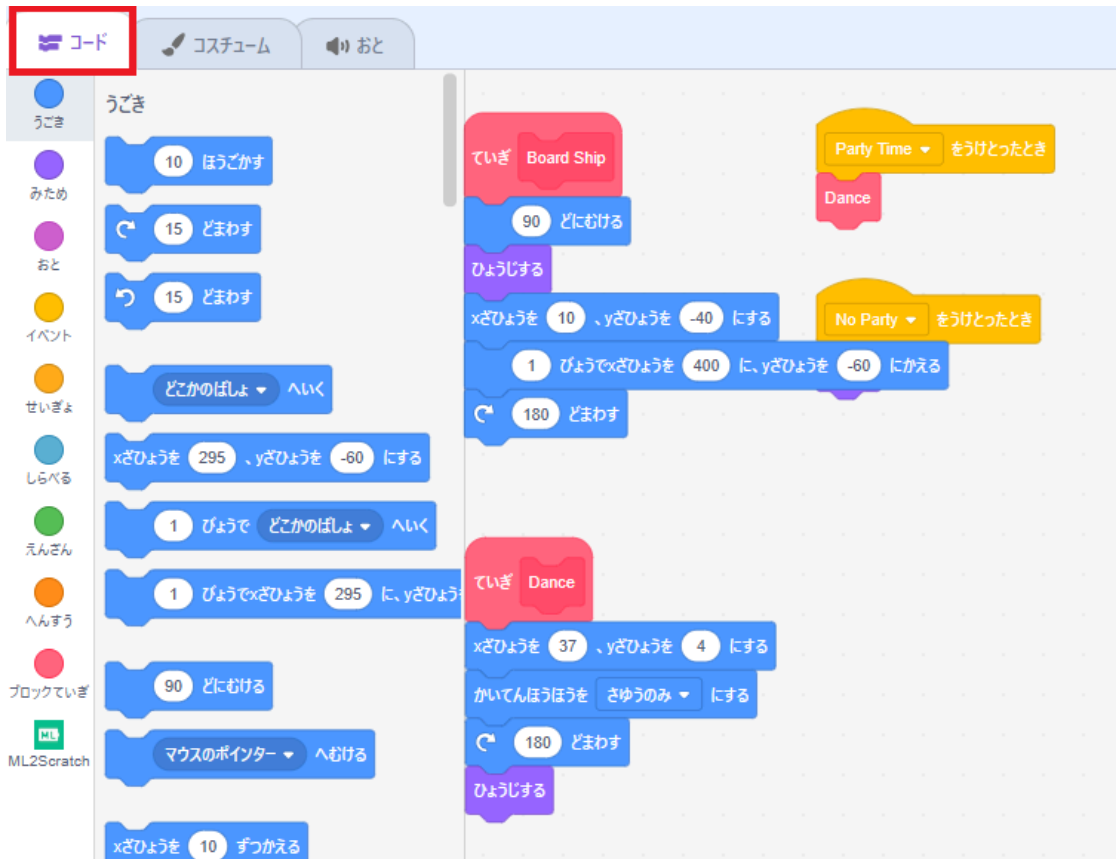 コード
コスチューム
おと
うごき
みため
おと
イベント
せいぎょ
しらべる
えんざん
へんすう
ブロックていぎ
ML2Scratch
うごき
10 ほうごかす
15 どまわす
15 どまわす
どこかのばしょ へいく
xざひょうを 295 、yざひょうを -60 にする
1 びょうで どこかのばしょ へいく
1 びょうでxざひょうを 295 に、yざひょう
90 どにむける
マウスのポインター へむける
xざひょうを 10 ずつかえる
ていぎ Board Ship
90 どにむける
ひょうじする
xざひょうを 10 、yざひょうを -40 にする
1 びょうでxざひょうを 400 に、yざひょうを -60 にかえる
180 どまわす
ていぎ Dance
xざひょうを 37 、yざひょうを 4 にする
かいてんほうほうを さゆうのみ にする
180 どまわす
ひょうじする
Party Time をうけとったとき
Dance
No Party をうけとったとき